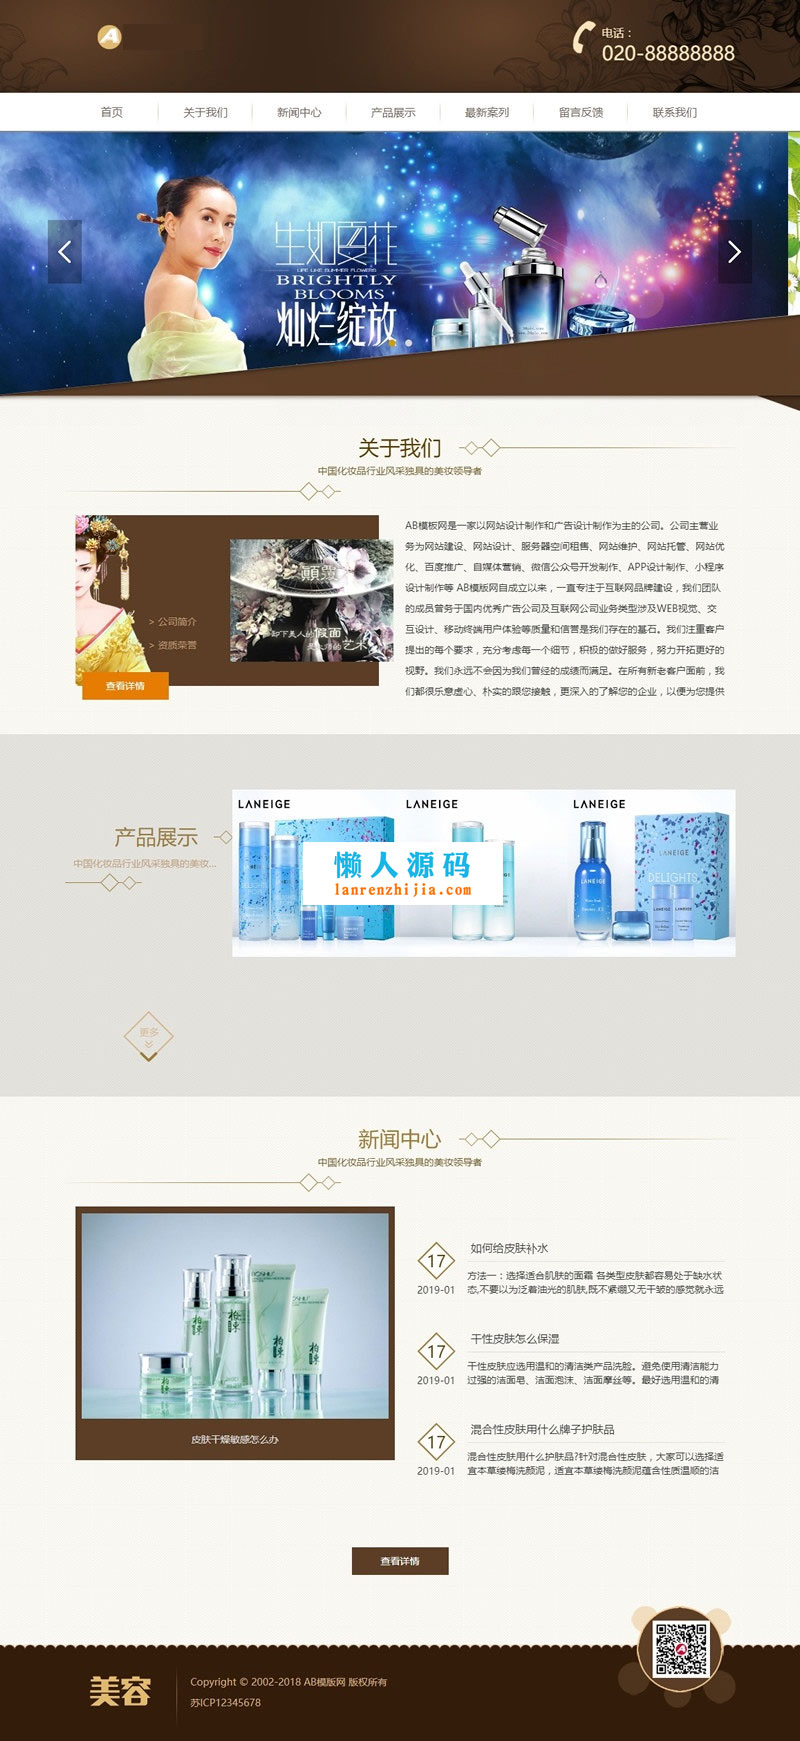 A
电话：
020-88888888
首页
关于我们
新闻中心
产品展示
最新案列
留言反馈
联系我们
生如夏花
LIFE LIKE SUMMER FLOWERS
BRIGHTLY
BLOOMS
灿烂绽放
关于我们
中国化妆品行业风采独具的美妆领导者
> 公司简介
> 资质荣誉
查看详情
颠覆
卸下美人的假面
的艺术
AB模板网是一家以网站设计制作和广告设计制作为主的公司。公司主营业
务为网站建设、网站设计、服务器空间租售、网站维护、网站托管、网站优
化、百度推广、自媒体营销、微信公众号开发制作、APP设计制作、小程序
设计制作等 AB模版网自成立以来，一直专注于互联网品牌建设，我们团队
的成员曾务于国内优秀广告公司及互联网公司业务类型涉及WEB视觉、交
互设计、移动终端用户体验等质量和信誉是我们存在的基石。我们注重客户
提出的每个要求，充分考虑每一个细节，积极的做好服务，努力开拓更好的
视野。我们永远不会因为我们曾经的成绩而满足。在所有新老客户面前，我
们都很乐意虚心、朴实的跟您接触，更深入的了解您的企业，以便为您提供
产品展示
中国化妆品行业风采独具的美妆...
LANEIGE
LANEIGE
LANEIGE
LANEIGE
DELIGHTS
LANEIGE
懒人源码
lanrenzhijia.com
更多
新闻中心
中国化妆品行业风采独具的美妆领导者
柏束
柏束
柏束
皮肤干燥敏感怎么办
17
2019-01
如何给皮肤补水
方法一：选择适合肌肤的面霜 各类型皮肤都容易处于缺水状
态,不要以为泛着油光的肌肤,既不紧绷又无干皱的感觉就永远
17
2019-01
干性皮肤怎么保湿
干性皮肤应选用温和的清洁类产品洗脸。避免使用清洁能力
过强的洁面皂、洁面泡沫、洁面摩丝等。最好选用温和的清
17
2019-01
混合性皮肤用什么牌子护肤品
混合性皮肤用什么护肤品?针对混合性皮肤，大家可以选择适
宜本草缕梅洗颜泥，适宜本草缕梅洗颜泥蕴含性质温顺的洁
查看详情
美容
Copyright © 2002-2018 AB模版网 版权所有
苏ICP12345678